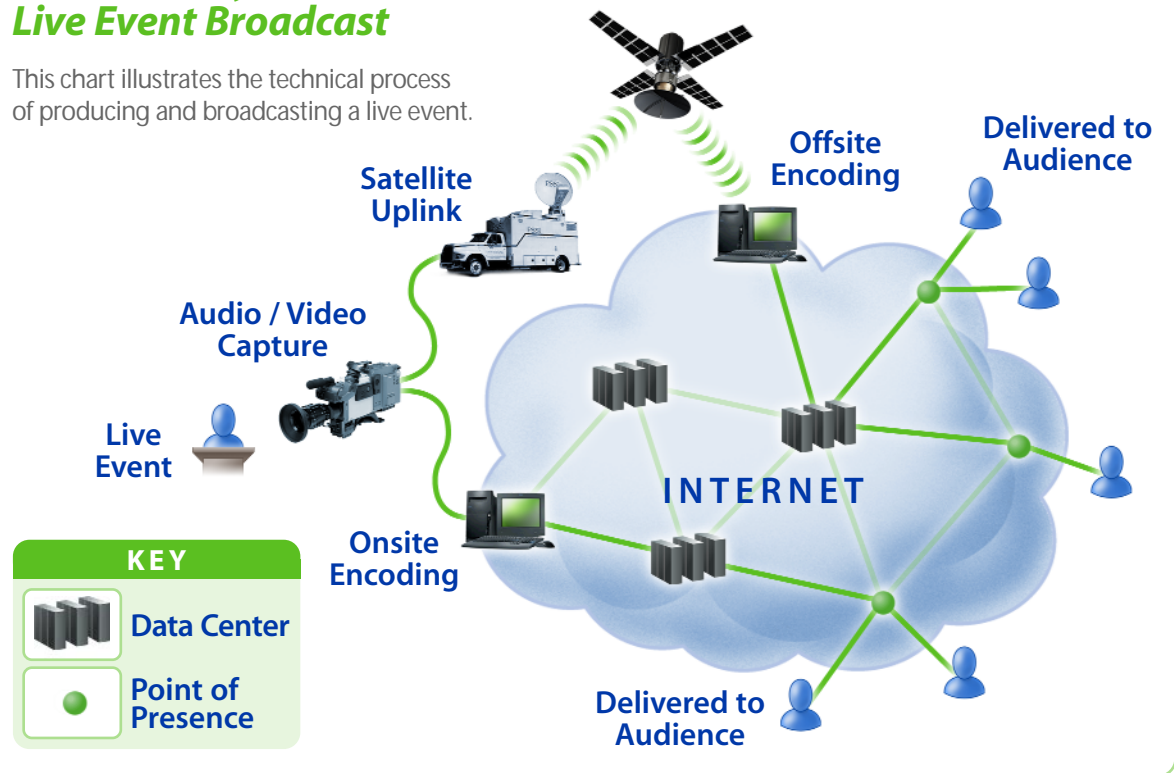 Live Event Broadcast
This chart illustrates the technical process
of producing and broadcasting a live event.
Satellite
Uplink
Offsite
Encoding
Delivered to
Audience
Audio / Video
Capture
Live
Event
INTERNET
Onsite
Encoding
KEY
Data Center
Point of
Presence
Delivered to
Audience